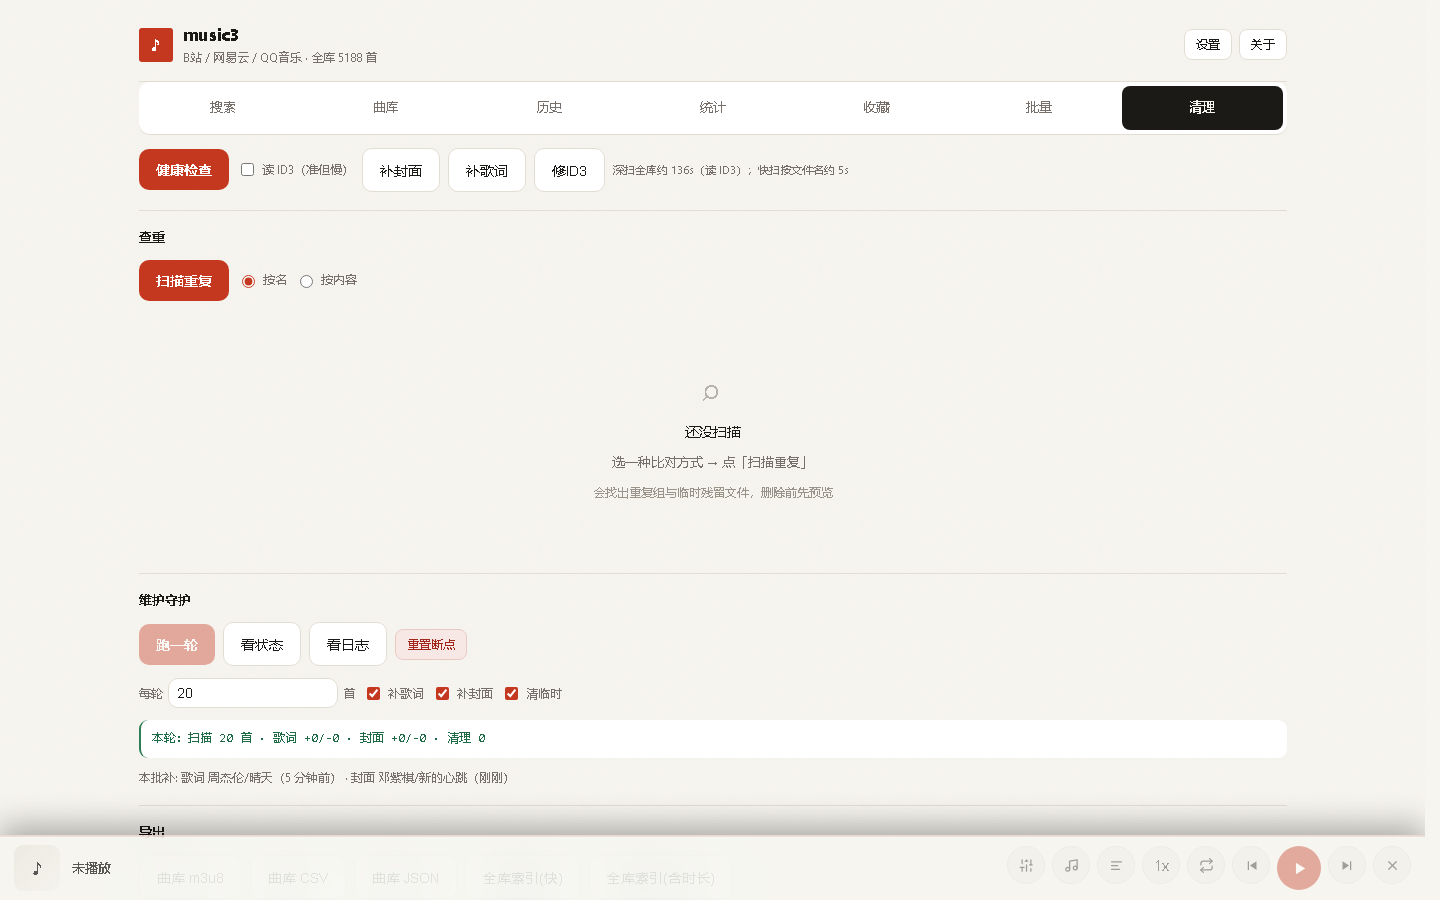 music3
B站 / 网易云 / QQ音乐 · 全库 5188 首
设置 关于
搜索 曲库 历史 统计 收藏 批量 清理
健康检查 读 ID3（准但慢） 补封面 补歌词 修ID3 深扫全库约 136s（读 ID3）； 快扫按文件名约 5s
查重
扫描重复 按名 按内容
还没扫描
选一种比对方式 → 点「扫描重复」
会找出重复组与临时残留文件，删除前先预览
维护守护
跑一轮 看状态 看日志 重置断点
每轮 20 首 补歌词 补封面 清临时
本轮: 扫描 20 首 · 歌词 +0/-0 · 封面 +0/-0 · 清理 0
本批补: 歌词 周杰伦/晴天（5 分钟前） · 封面 邓紫棋/新的心跳（刚刚）
导出
曲库 m3u8 曲库 CSV 曲库 JSON 全库索引(快) 全库索引(含时长)
未播放 1x